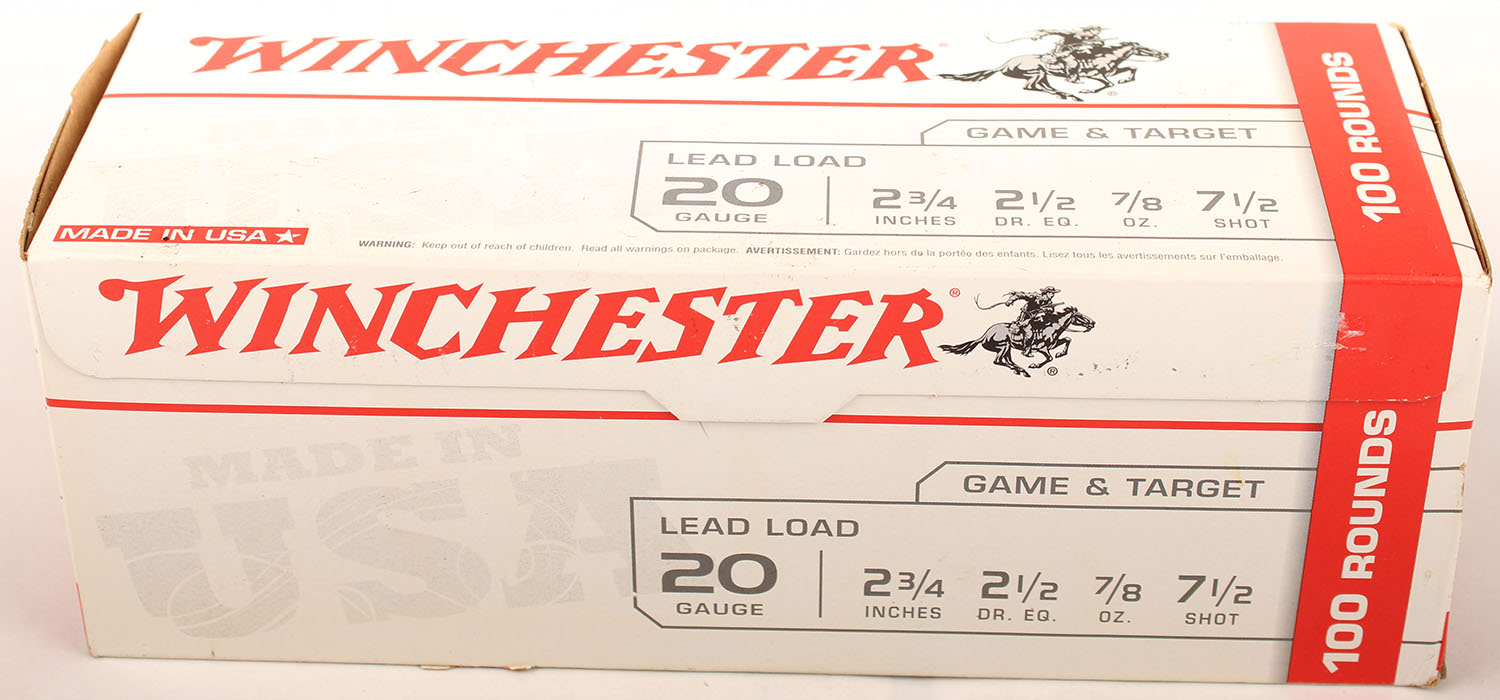 WINCHESTER
GAME & TARGET
LEAD LOAD
20 GAUGE
2 3/4 INCHES
2 1/2 DR. EQ.
7/8 OZ.
7 1/2 SHOT
100 ROUNDS
MADE IN USA
WARNING: Keep out of reach of children. Read all warnings on package. AVERTISSEMENT: Gardez hors de la portée des enfants. Lisez tous les avertissements sur l'emballage.
WINCHESTER®
®
MADE IN
USA
GAME & TARGET
LEAD LOAD
20 GAUGE
2 3/4 INCHES
2 1/2 DR. EQ.
7/8 OZ.
7 1/2 SHOT
100 ROUNDS